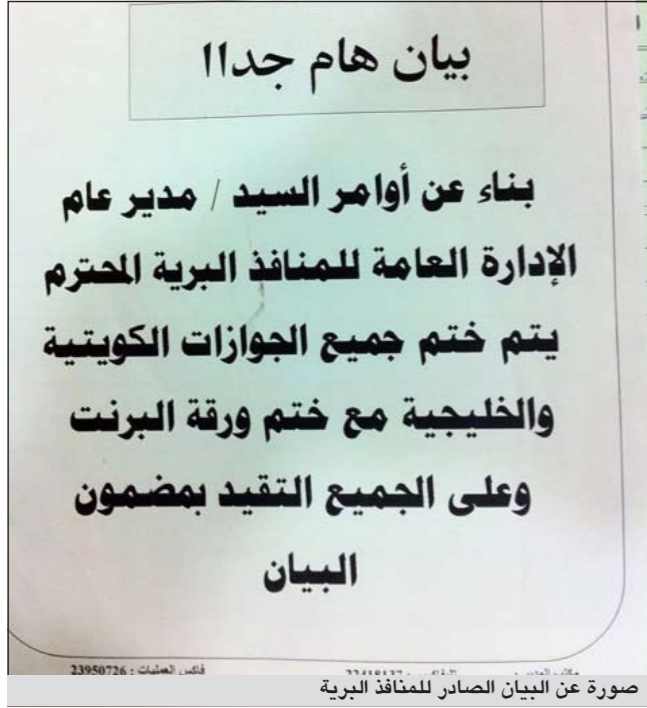 بيان هام جداا
بناء عن أوامر السيد / مدير عام
الإدارة العامة للمنافذ البرية المحترم
يتم ختم جميع الجوازات الكويتية
والخليجية مع ختم ورقة البرنت
وعلى الجميع التقيد بمضمون
البيان
فاكس العمليات : 23950726
صورة عن البيان الصادر للمنافذ البرية